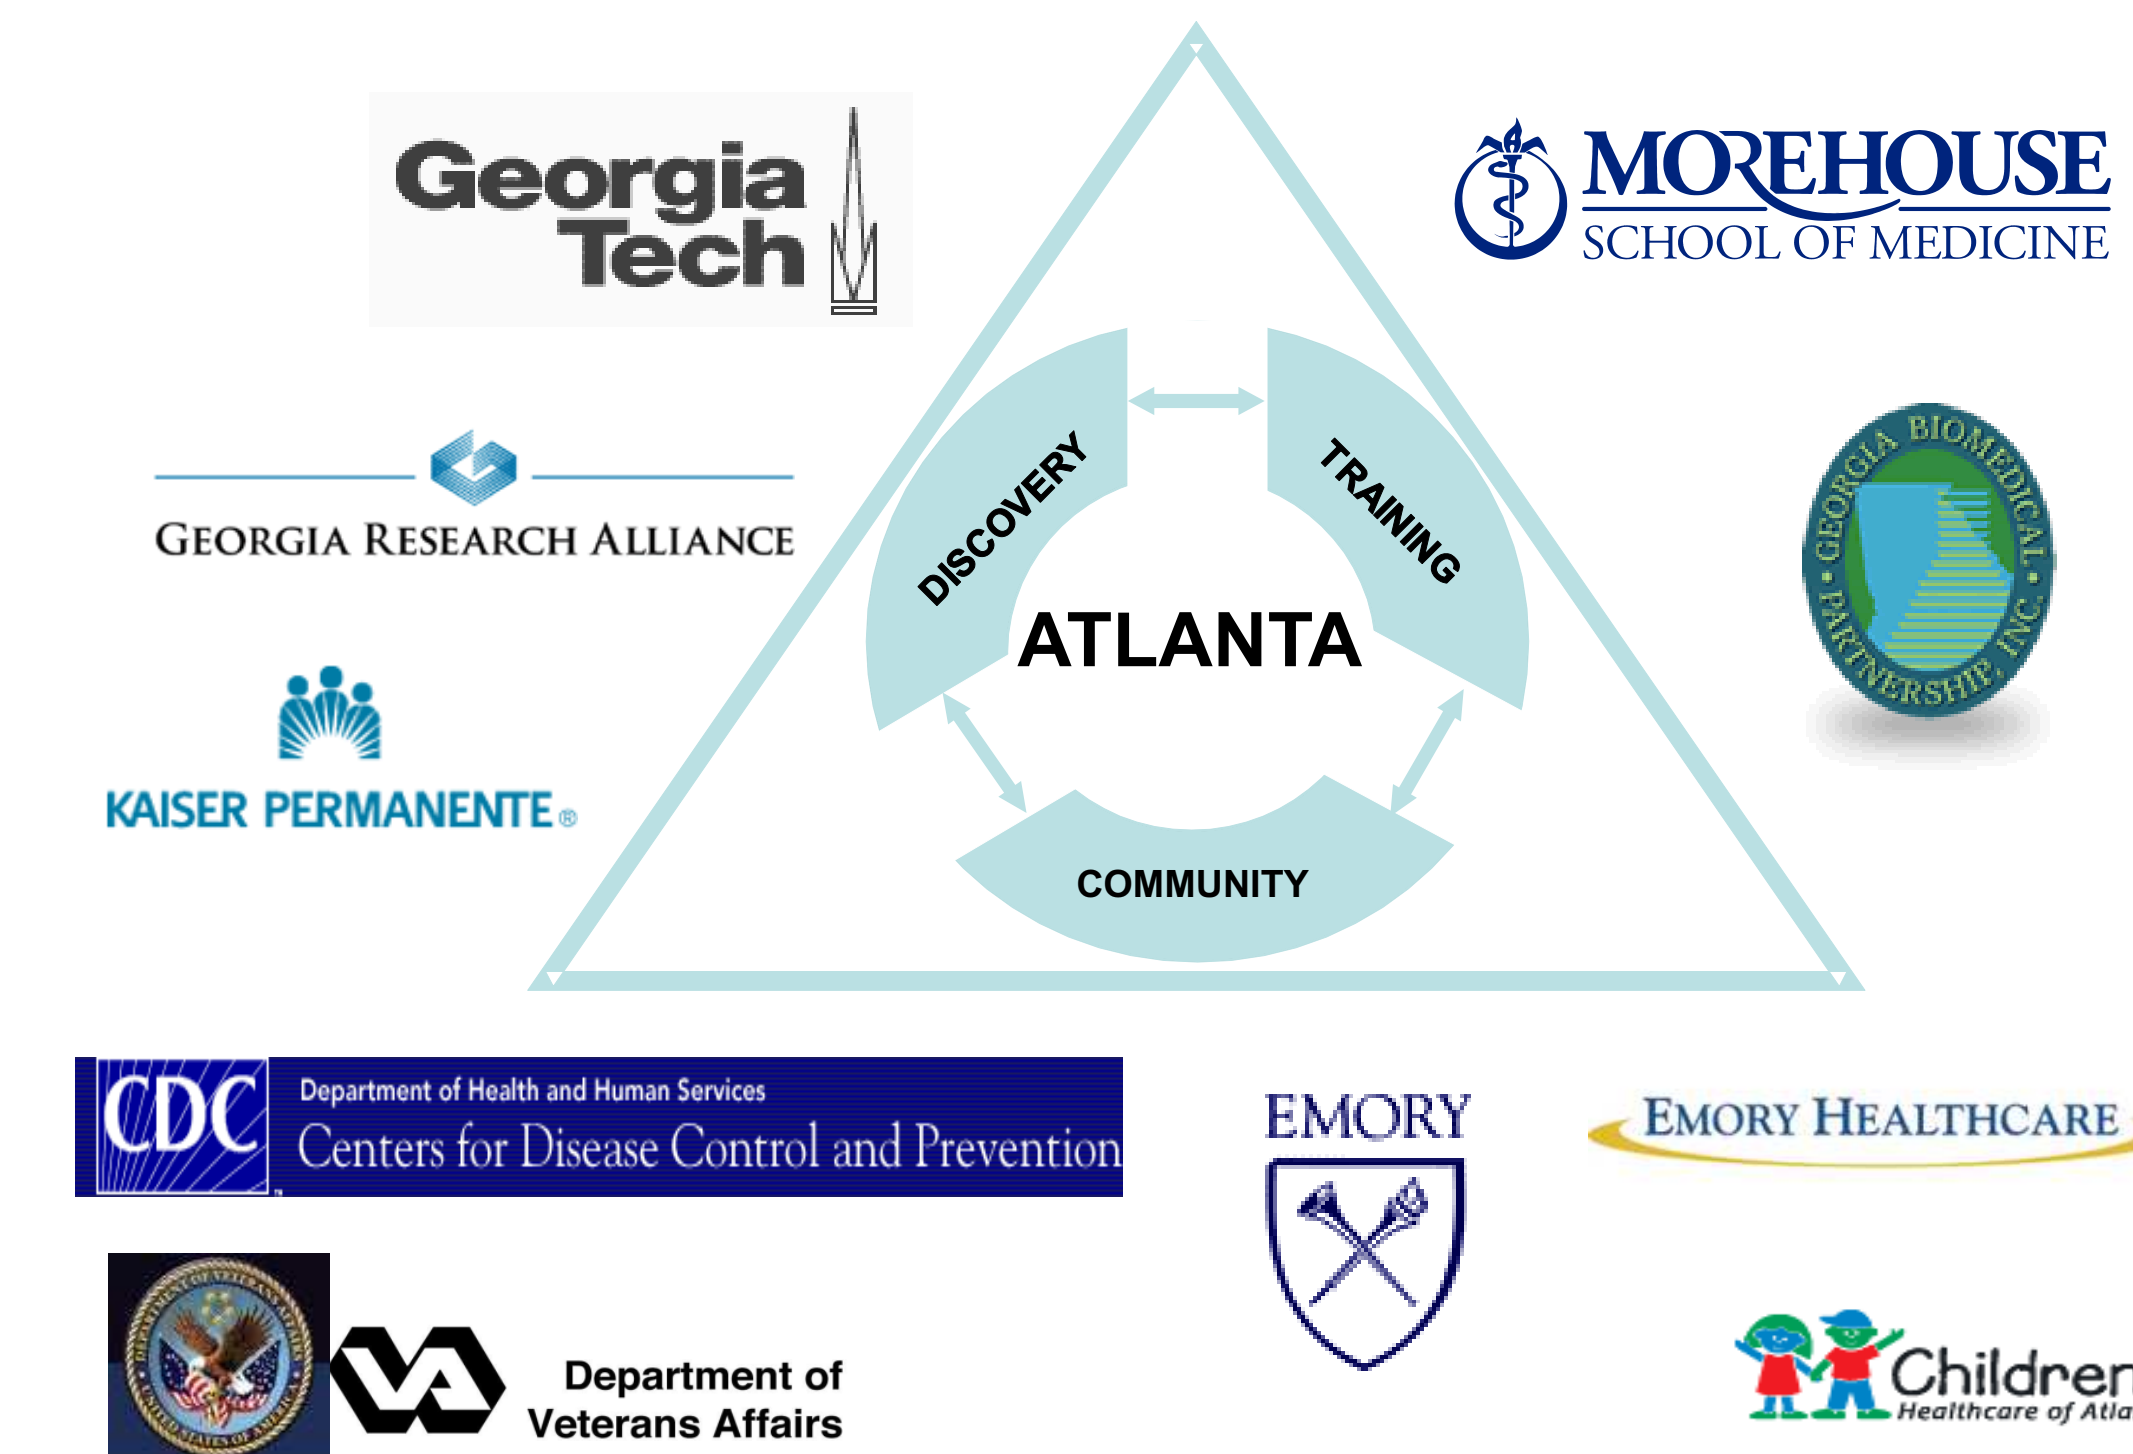 Georgia
Tech
MOREHOUSE
SCHOOL OF MEDICINE
GEORGIA RESEARCH ALLIANCE
DISCOVERY
TRAINING
GEORGIA BIOMEDICAL
• PARTNERSHIP, INC. •
ATLANTA
KAISER PERMANENTE®
COMMUNITY
CDC
Department of Health and Human Services
Centers for Disease Control and Prevention
EMORY
EMORY HEALTHCARE
VA
Department of
Veterans Affairs
Children
Healthcare of Atla